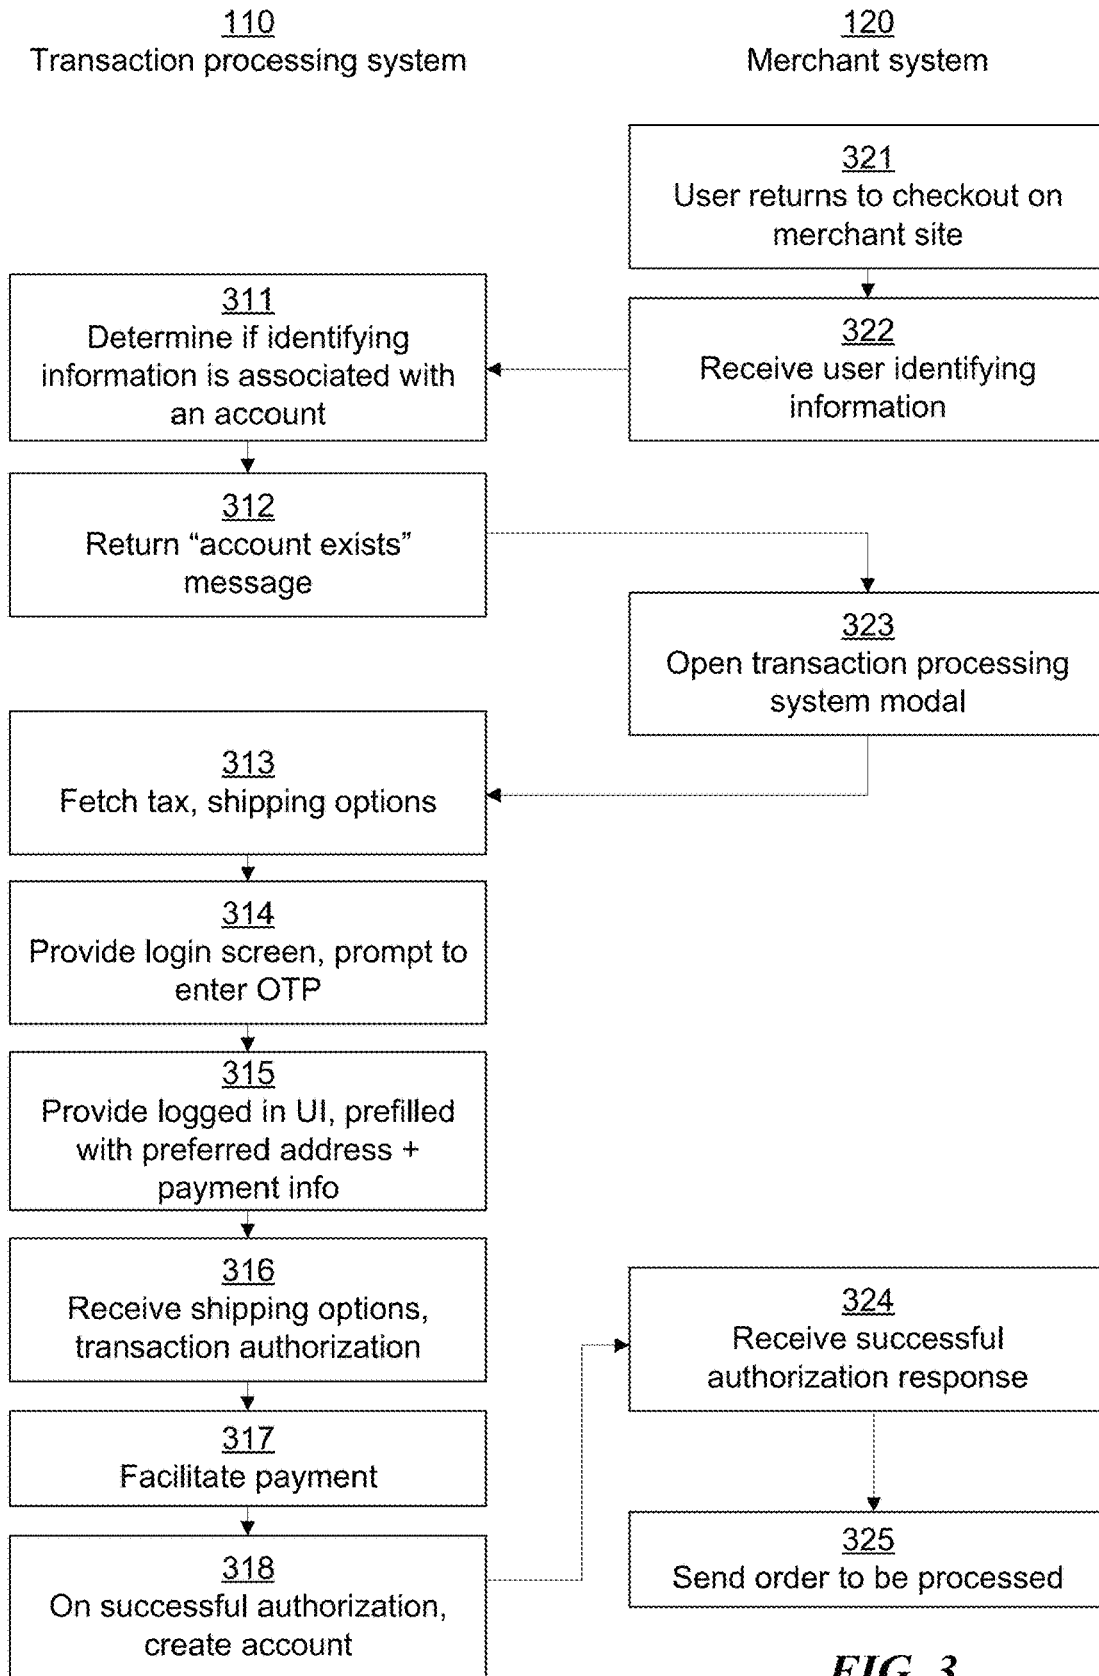 110
Transaction processing system
120
Merchant system
321
User returns to checkout on
merchant site
311
Determine if identifying
information is associated with
an account
322
Receive user identifying
information
312
Return “account exists”
message
323
Open transaction processing
system modal
313
Fetch tax, shipping options
314
Provide login screen, prompt to
enter OTP
315
Provide logged in UI, prefilled
with preferred address +
payment info
316
Receive shipping options,
transaction authorization
324
Receive successful
authorization response
317
Facilitate payment
318
On successful authorization,
create account
325
Send order to be processed
FIG. 3